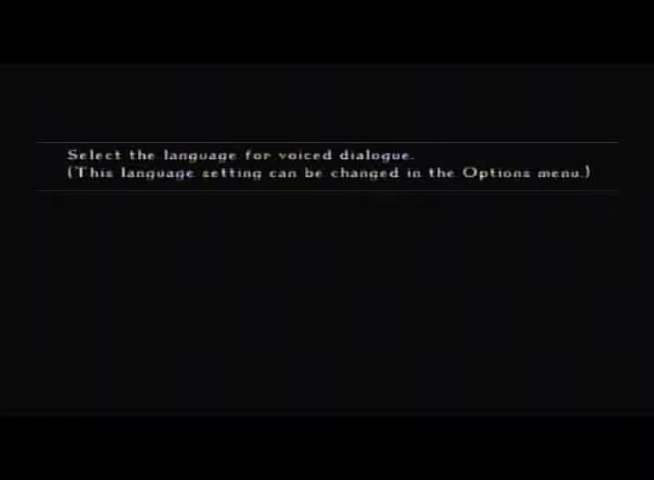 Select the language for voiced dialogue.
(This language setting can be changed in the Options menu.)